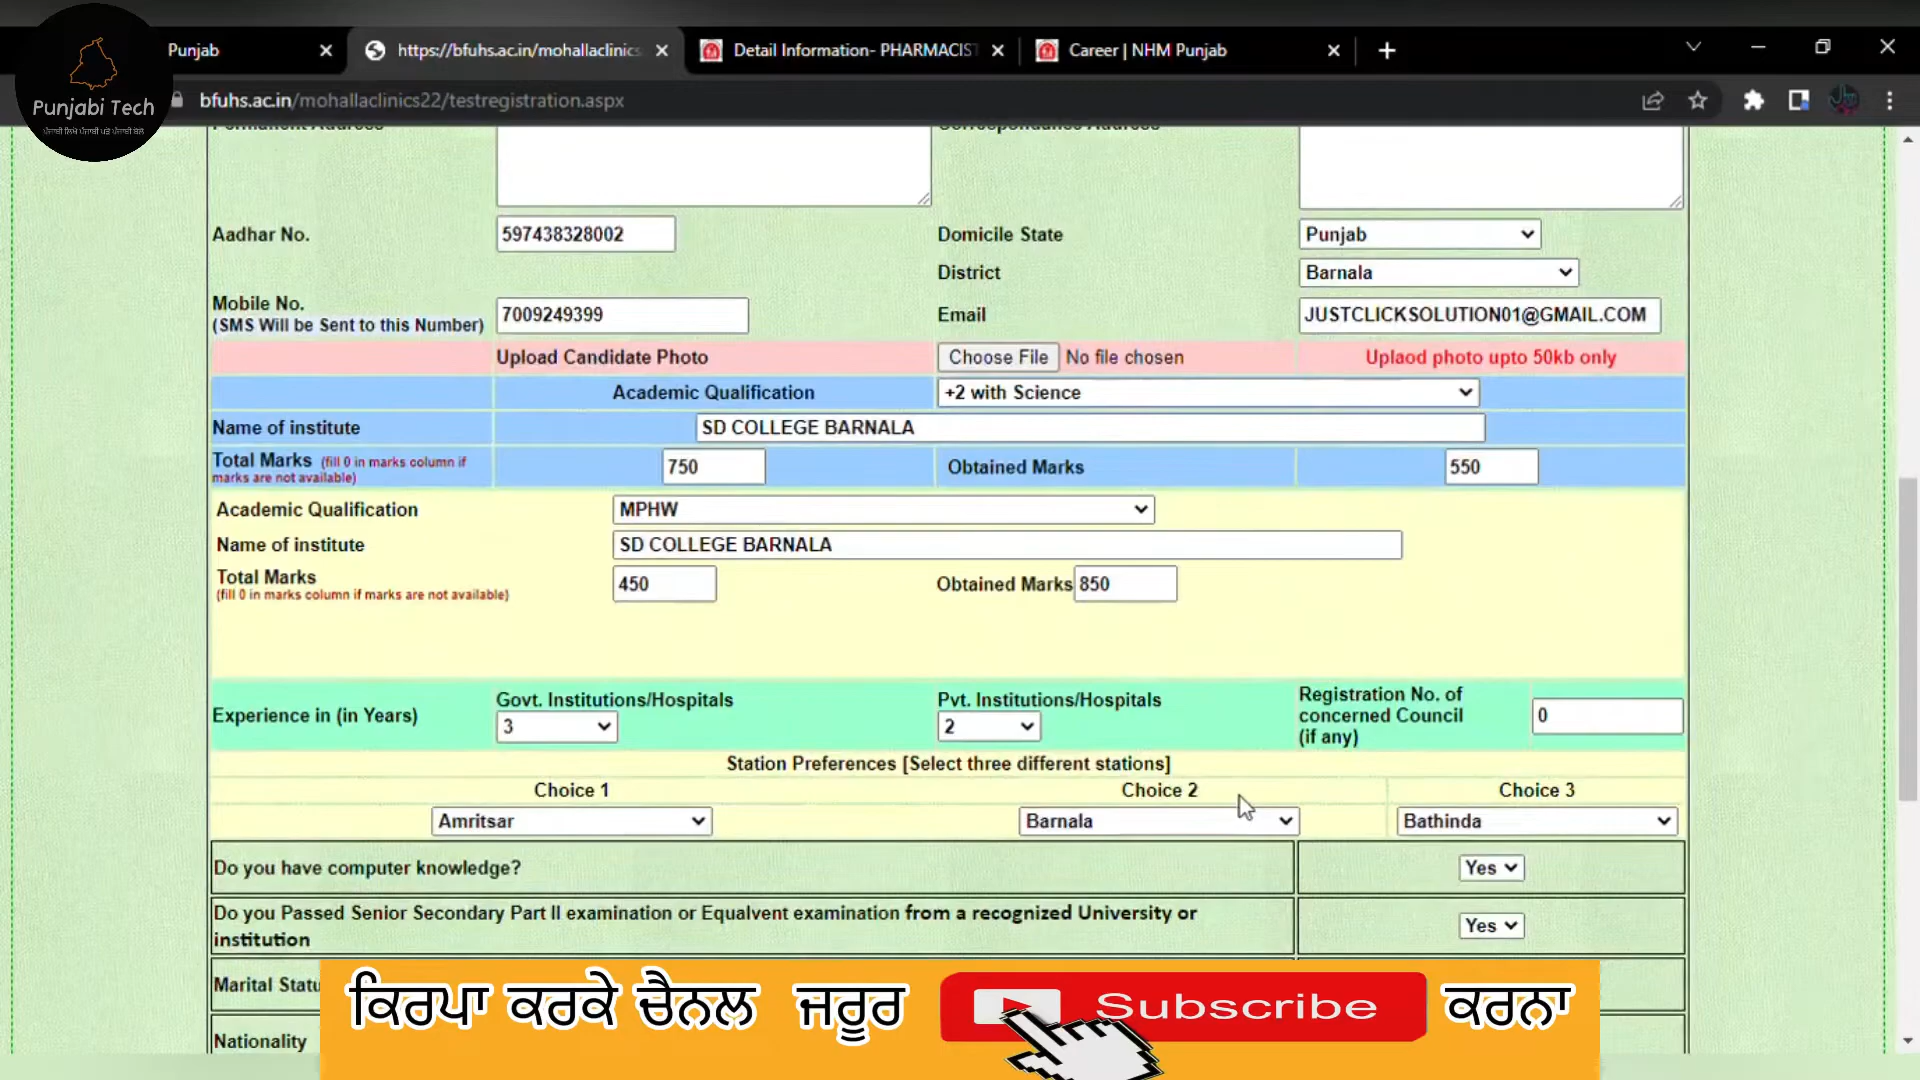 Punjab
https://bfuhs.ac.in/mohallaclinics
Detail Information- PHARMACIST
Career | NHM Punjab
Punjabi Tech
ਪੰਜਾਬੀ ਲਿਖੋ ਪੰਜਾਬੀ ਪੜੋ ਪੰਜਾਬੀ ਬੋਲੋ
bfuhs.ac.in/mohallaclinics22/testregistration.aspx
Permanent Address
Correspondance Address
Aadhar No.
597438328002
Domicile State
Punjab
District
Barnala
Mobile No.
(SMS Will be Sent to this Number)
7009249399
Email
JUSTCLICKSOLUTION01@GMAIL.COM
Upload Candidate Photo
Choose File
No file chosen
Uplaod photo upto 50kb only
Academic Qualification
+2 with Science
Name of institute
SD COLLEGE BARNALA
Total Marks (fill 0 in marks column if
marks are not available)
750
Obtained Marks
550
Academic Qualification
MPHW
Name of institute
SD COLLEGE BARNALA
Total Marks
(fill 0 in marks column if marks are not available)
450
Obtained Marks
850
Experience in (in Years)
Govt. Institutions/Hospitals
3
Pvt. Institutions/Hospitals
2
Registration No. of
concerned Council
(if any)
0
Station Preferences [Select three different stations]
Choice 1
Choice 2
Choice 3
Amritsar
Barnala
Bathinda
Do you have computer knowledge?
Yes
Do you Passed Senior Secondary Part II examination or Equalvent examination from a recognized University or
institution
Yes
Marital Statu
Nationality
ਕਿਰਪਾ ਕਰਕੇ ਚੈਨਲ ਜਰੂਰ
Subscribe
ਕਰਨਾ